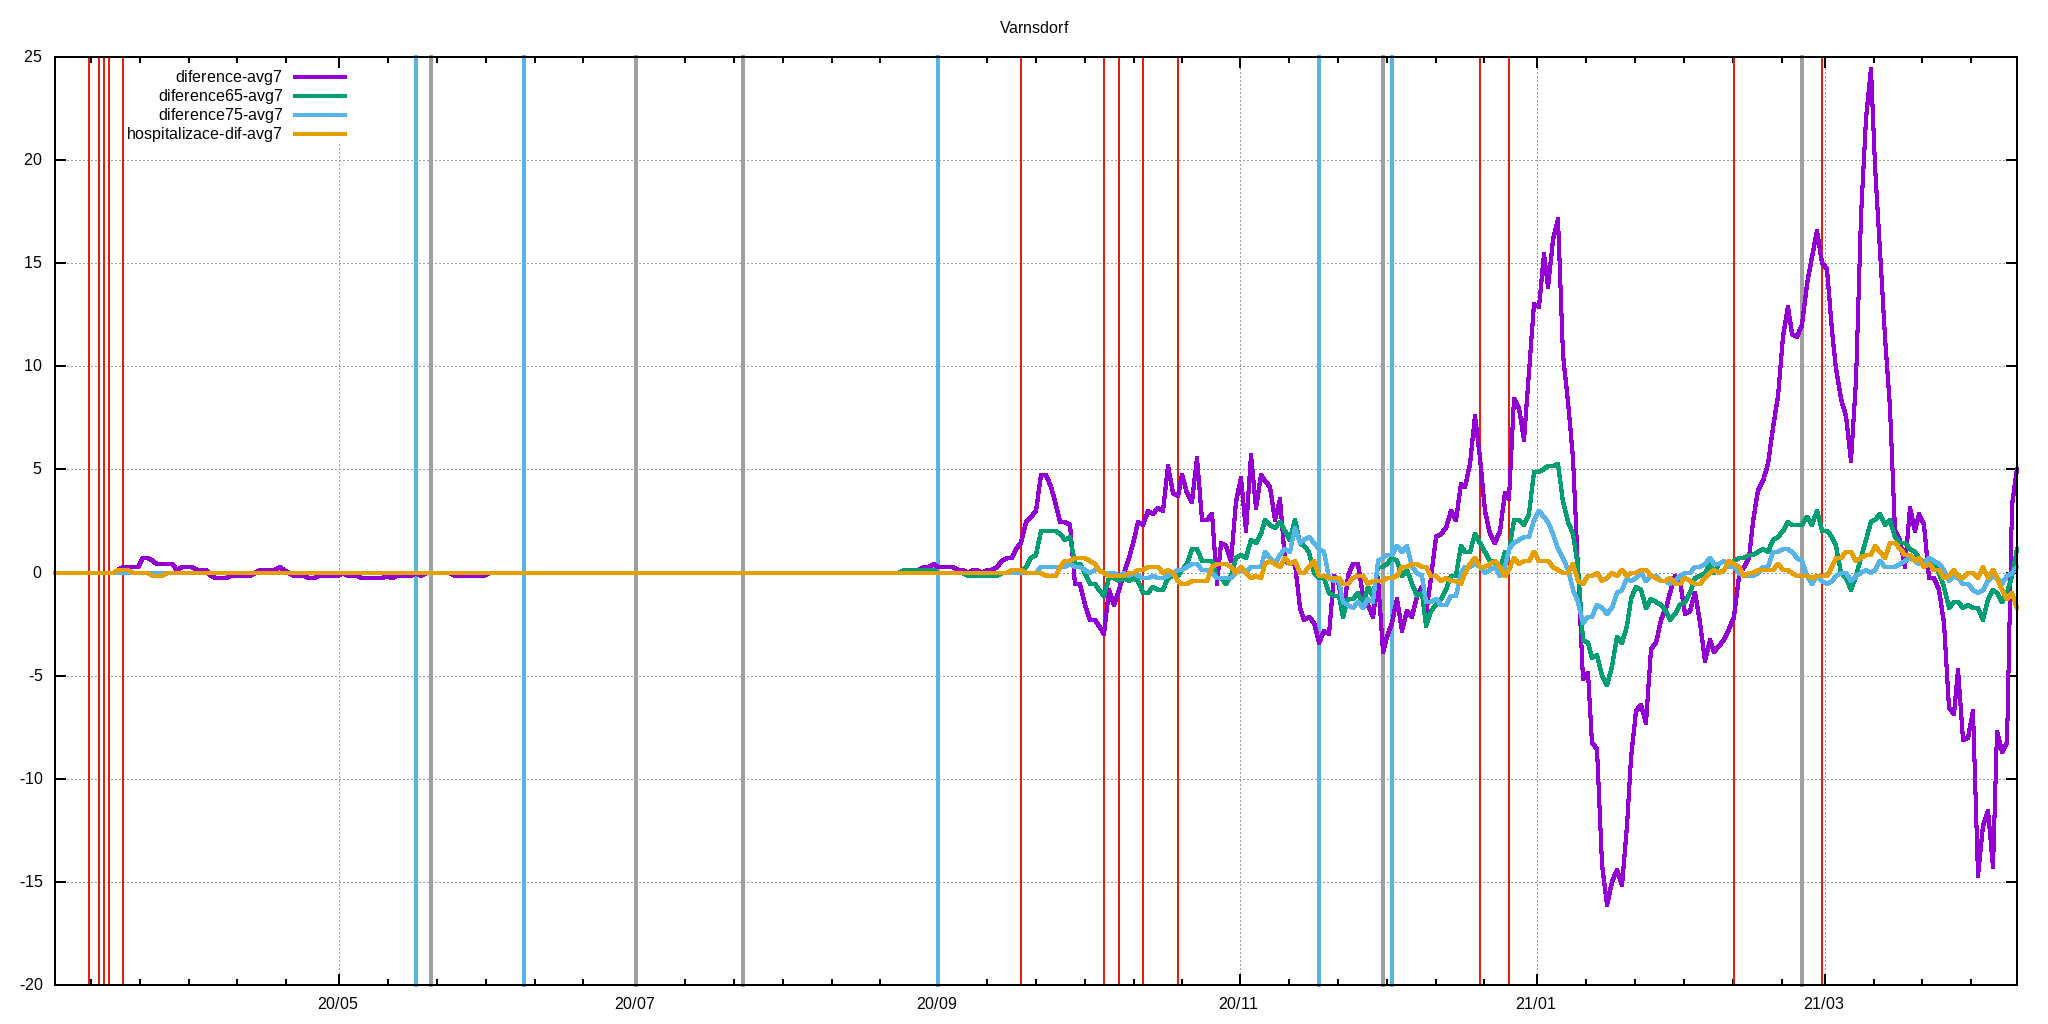 Varnsdorf
25
diference-avg7
diference65-avg7
diference75-avg7
hospitalizace-dif-avg7
20
15
10
5
0
-5
-10
-15
-20
20/05 20/07 20/09 20/11 21/01 21/03